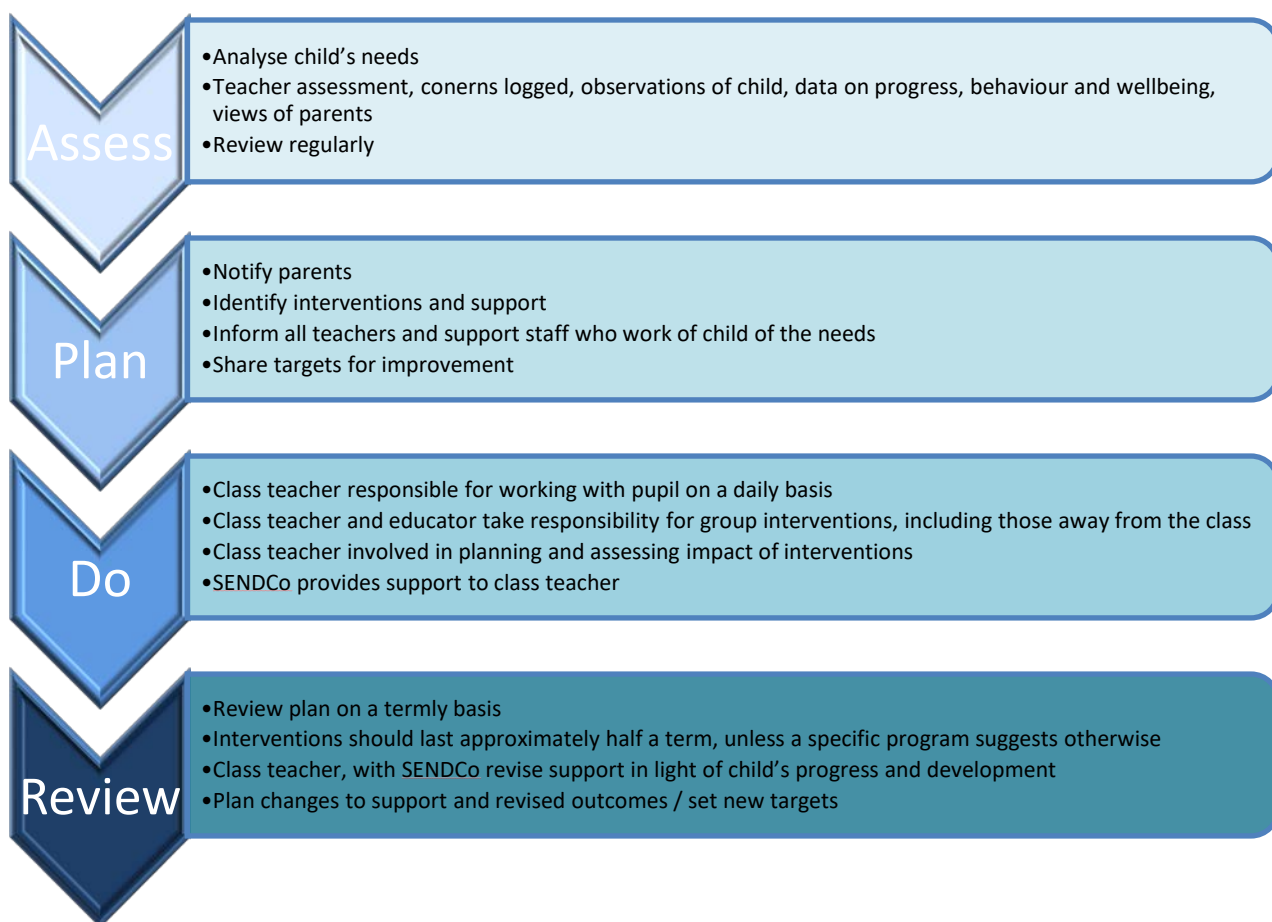 Assess
•Analyse child’s needs
•Teacher assessment, conerns logged, observations of child, data on progress, behaviour and wellbeing,
views of parents
•Review regularly
Plan
•Notify parents
•Identify interventions and support
•Inform all teachers and support staff who work of child of the needs
•Share targets for improvement
Do
•Class teacher responsible for working with pupil on a daily basis
•Class teacher and educator take responsibility for group interventions, including those away from the class
•Class teacher involved in planning and assessing impact of interventions
•SENDCo provides support to class teacher
Review
•Review plan on a termly basis
•Interventions should last approximately half a term, unless a specific program suggests otherwise
•Class teacher, with SENDCo revise support in light of child’s progress and development
•Plan changes to support and revised outcomes / set new targets